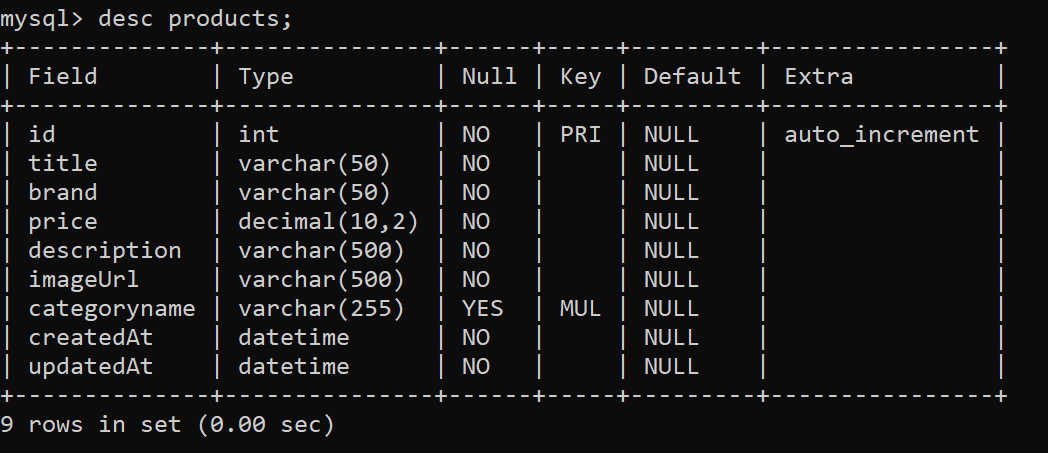 mysql> desc products;
+--------------+---------------+------+-----+---------+----------------+
| Field        | Type          | Null | Key | Default | Extra          |
+--------------+---------------+------+-----+---------+----------------+
| id           | int           | NO   | PRI | NULL    | auto_increment |
| title        | varchar(50)   | NO   |     | NULL    |                |
| brand        | varchar(50)   | NO   |     | NULL    |                |
| price        | decimal(10,2) | NO   |     | NULL    |                |
| description  | varchar(500)  | NO   |     | NULL    |                |
| imageUrl     | varchar(500)  | NO   |     | NULL    |                |
| categoryname | varchar(255)  | YES  | MUL | NULL    |                |
| createdAt    | datetime      | NO   |     | NULL    |                |
| updatedAt    | datetime      | NO   |     | NULL    |                |
+--------------+---------------+------+-----+---------+----------------+
9 rows in set (0.00 sec)